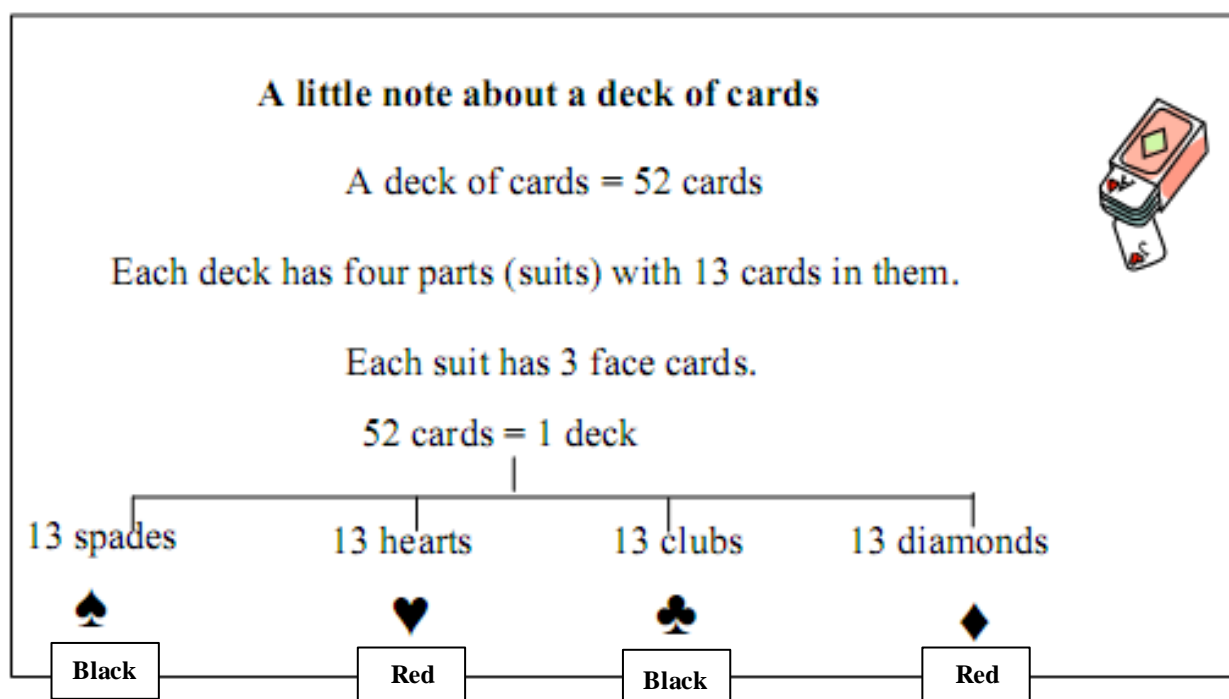 A little note about a deck of cards
A deck of cards = 52 cards
Each deck has four parts (suits) with 13 cards in them.
Each suit has 3 face cards.
52 cards = 1 deck
13 spades 13 hearts 13 clubs 13 diamonds
Black Red Black Red